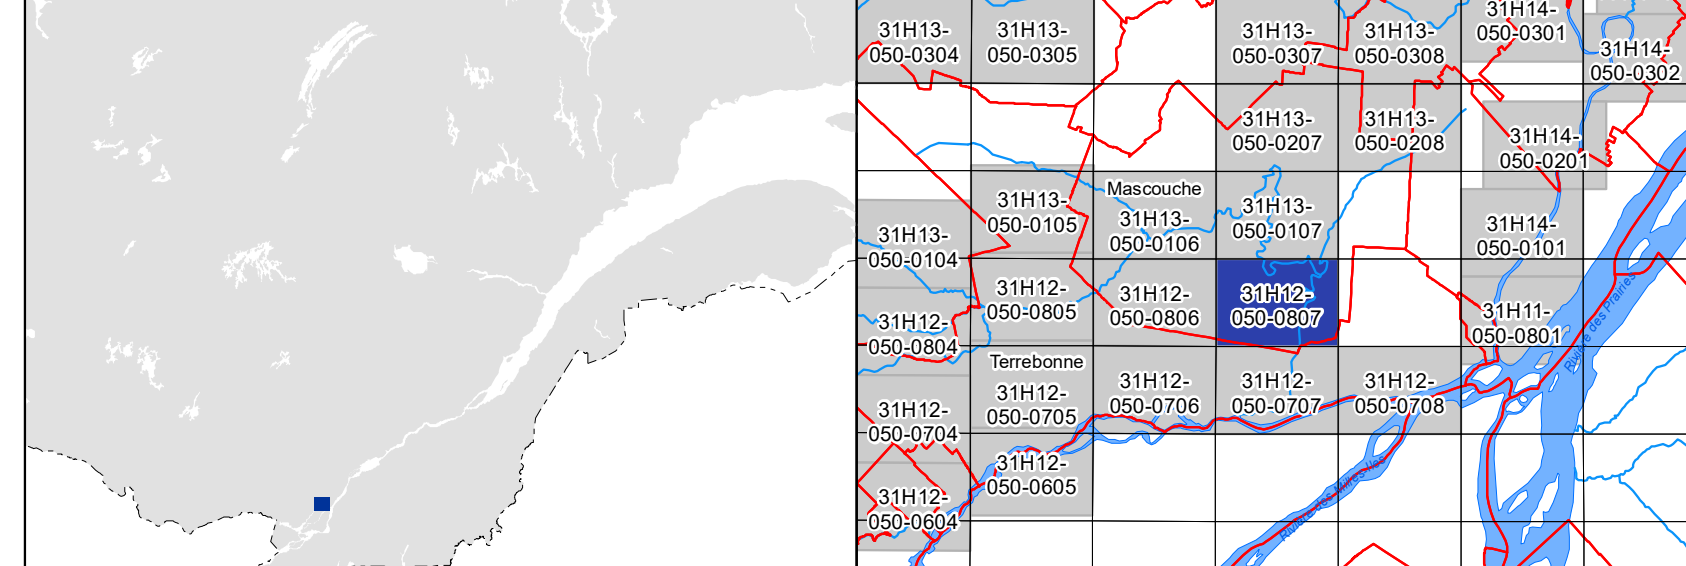 31H13-
050-0304
31H13-
050-0305
31H13-
050-0307
31H13-
050-0308
31H14-
050-0301
31H14-
050-0302
31H13-
050-0207
31H13-
050-0208
31H14-
050-0201
Mascouche
31H13-
050-0104
31H13-
050-0105
31H13-
050-0106
31H13-
050-0107
31H14-
050-0101
31H12-
050-0804
31H12-
050-0805
31H12-
050-0806
31H12-
050-0807
31H11-
050-0801
Rivière des Prairies
Terrebonne
31H12-
050-0704
31H12-
050-0705
31H12-
050-0706
31H12-
050-0707
31H12-
050-0708
31H12-
050-0604
31H12-
050-0605
Rivière des Mille Îles